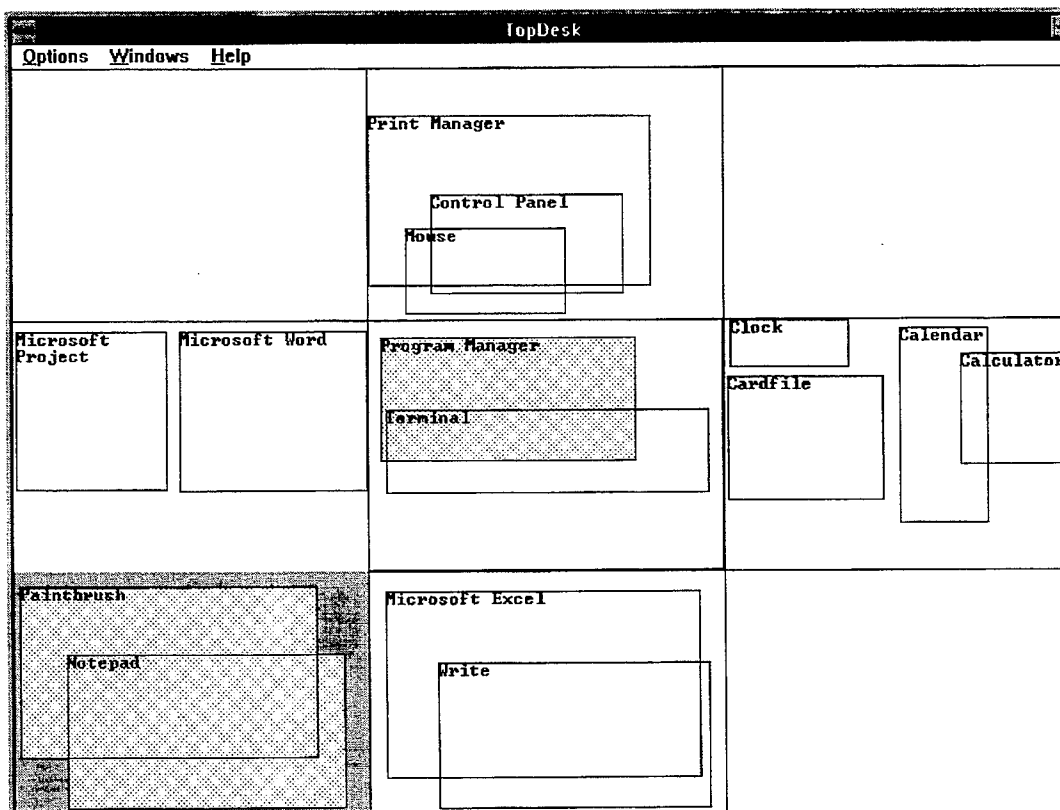 TopDesk
Options Windows Help
Print Manager
Control Panel
Mouse
Microsoft
Project
Microsoft Word
Program Manager
Terminal
Clock
Calendar
Calculator
Cardfile
Paintbrush
Notepad
Microsoft Excel
Write